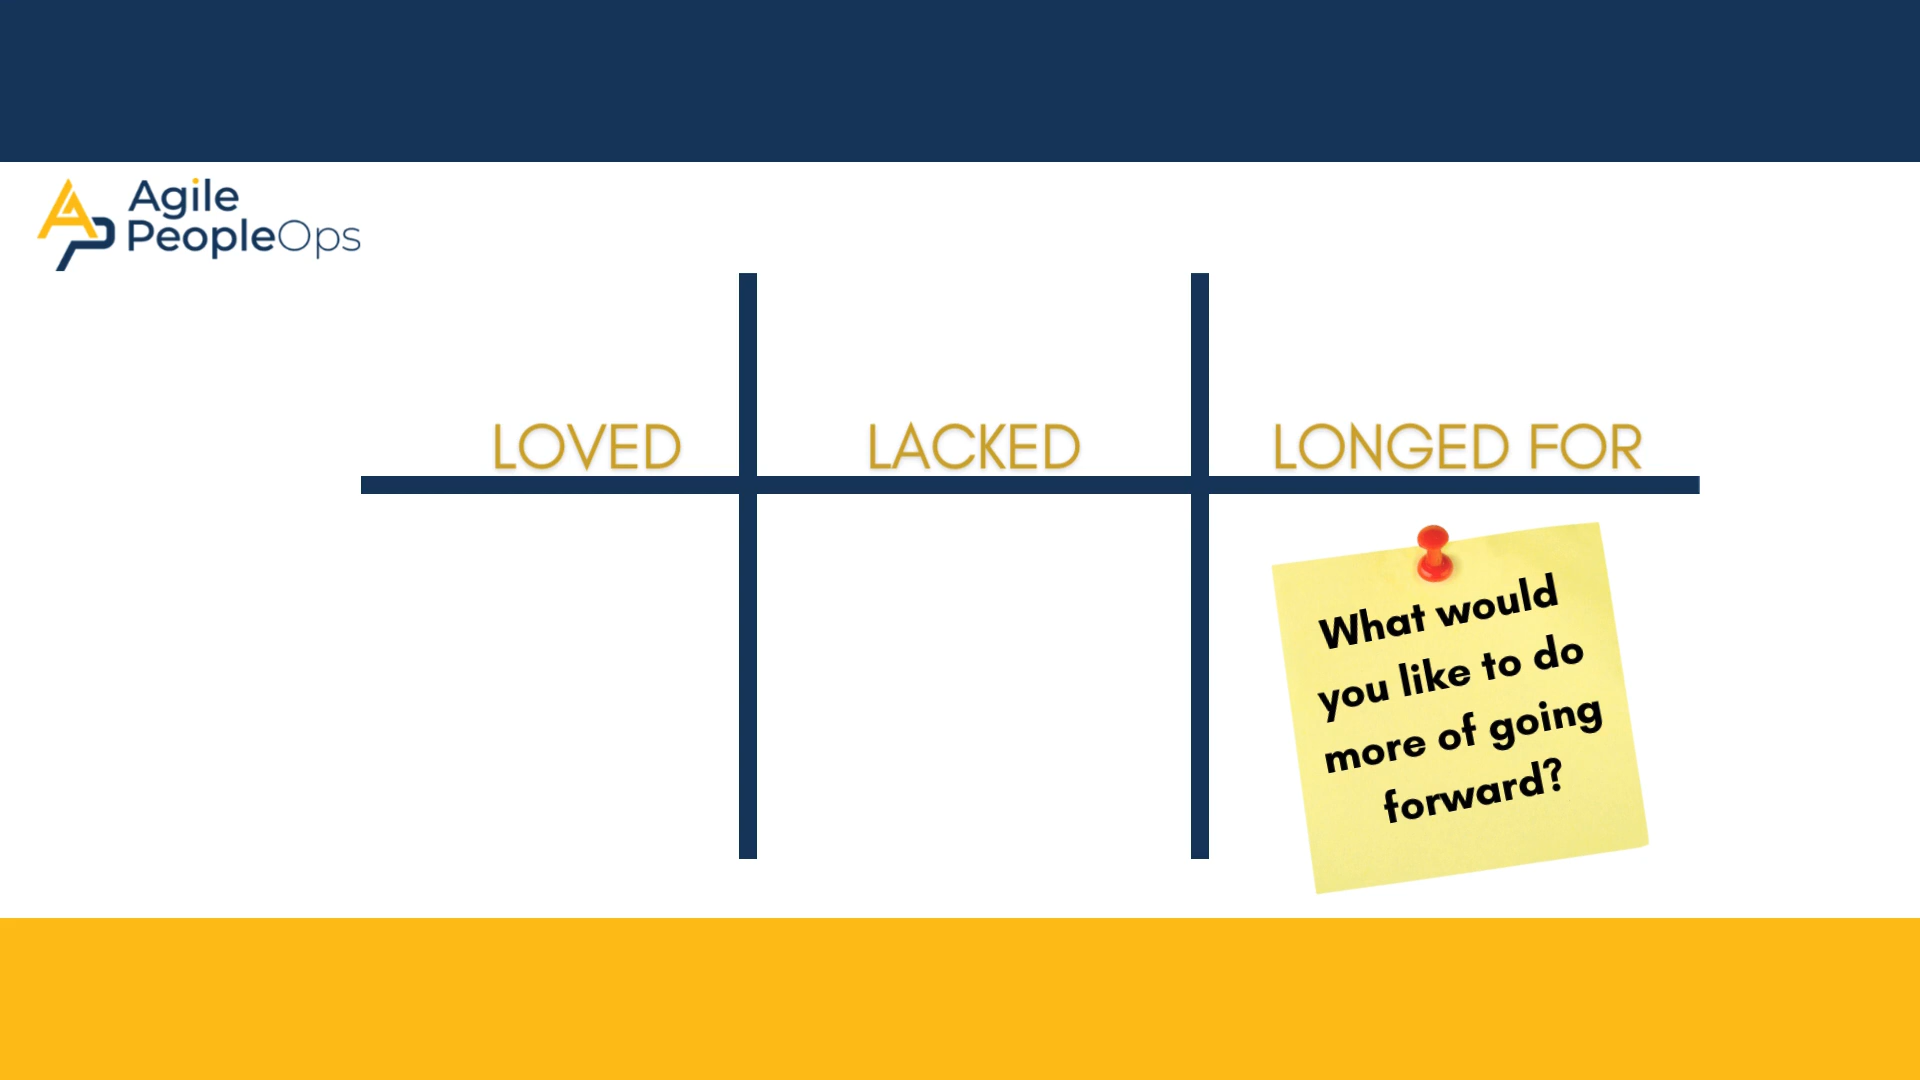 Agile
PeopleOps
LOVED
LACKED
LONGED FOR
What would
you like to do
more of going
forward?